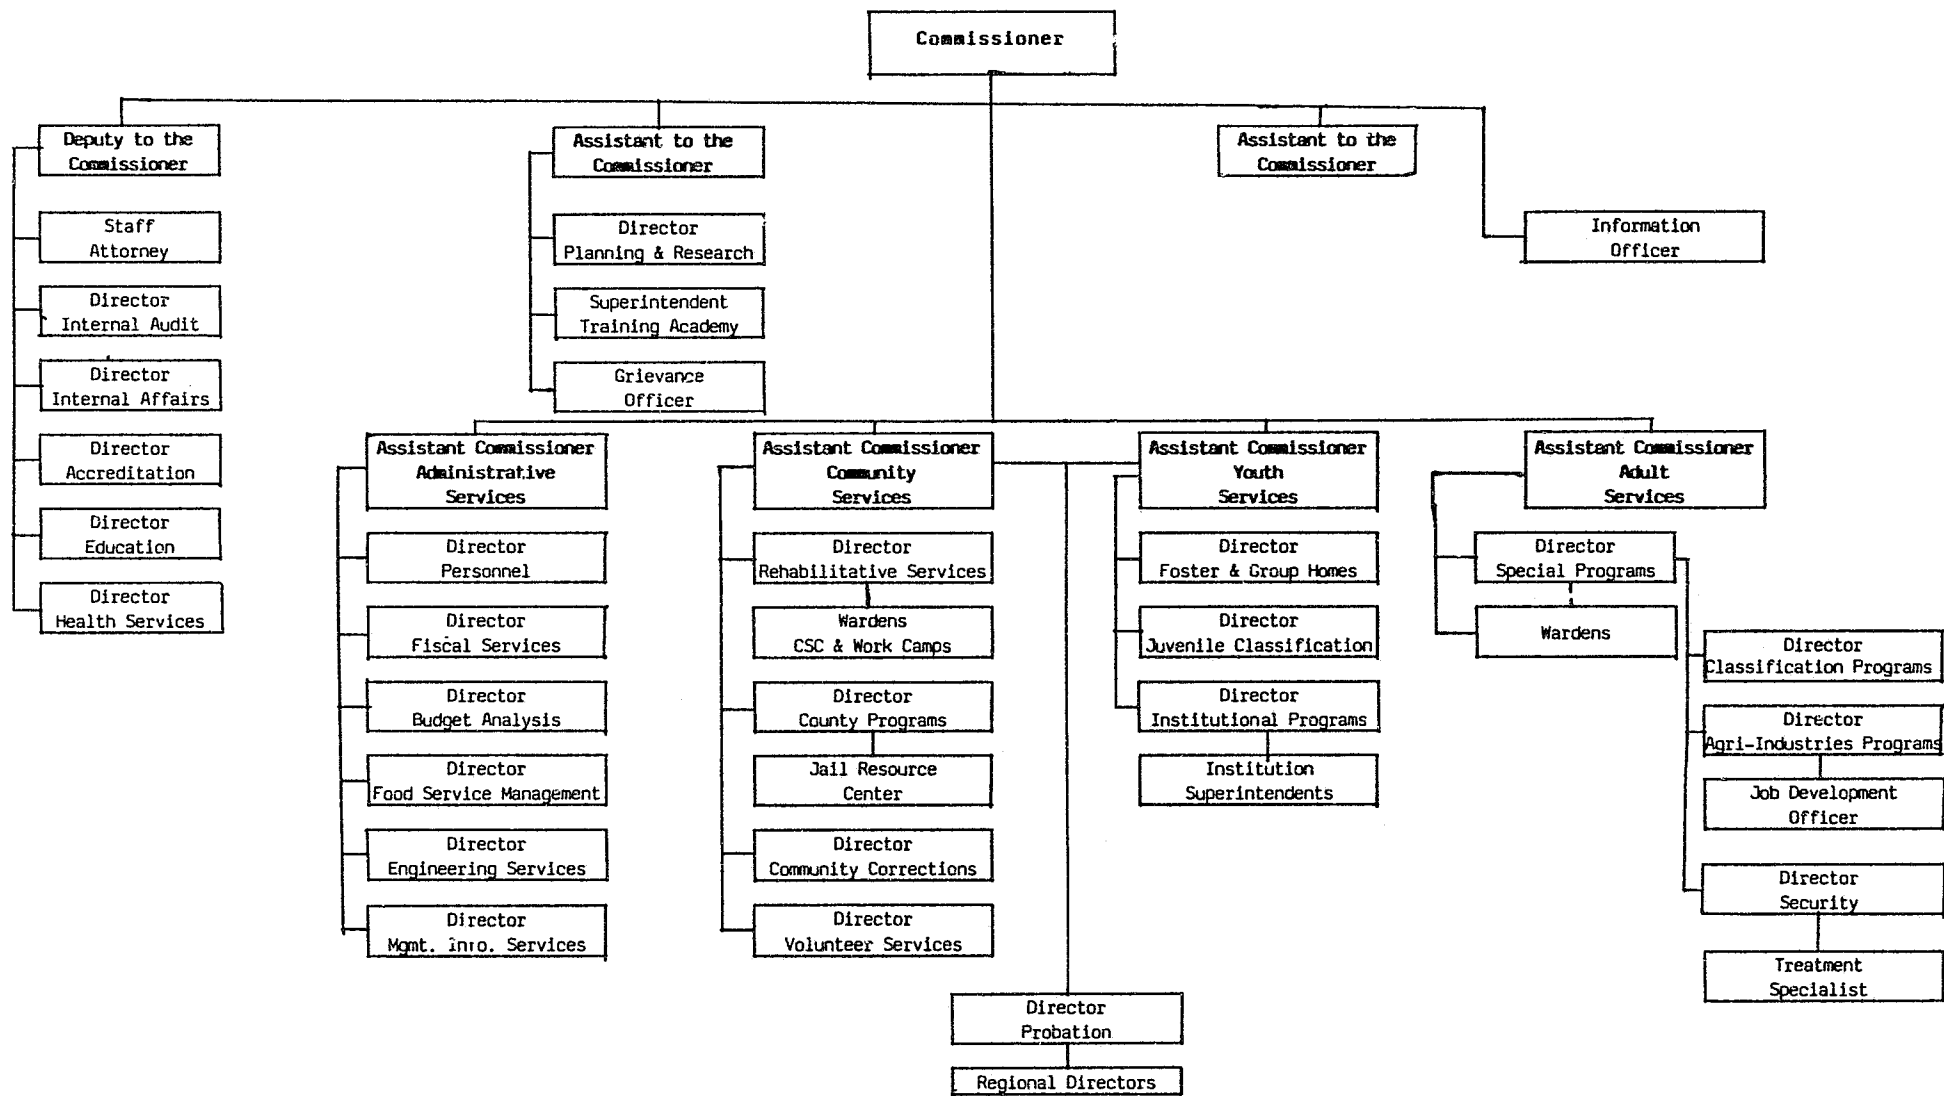 Commissioner
Deputy to the
Commissioner
Staff
Attorney
Director
Internal Audit
Director
Internal Affairs
Director
Accreditation
Director
Education
Director
Health Services
Assistant to the
Commissioner
Director
Planning & Research
Superintendent
Training Academy
Grievance
Officer
Assistant to the
Commissioner
Information
Officer
Assistant Commissioner
Administrative
Services
Director
Personnel
Director
Fiscal Services
Director
Budget Analysis
Director
Food Service Management
Director
Engineering Services
Director
Mgmt. Info. Services
Assistant Commissioner
Community
Services
Director
Rehabilitative Services
Wardens
CSC & Work Camps
Director
County Programs
Jail Resource
Center
Director
Community Corrections
Director
Volunteer Services
Assistant Commissioner
Youth
Services
Director
Foster & Group Homes
Director
Juvenile Classification
Director
Institutional Programs
Institution
Superintendents
Director
Probation
Regional Directors
Assistant Commissioner
Adult
Services
Director
Special Programs
Wardens
Director
Classification Programs
Director
Agri-Industries Programs
Job Development
Officer
Director
Security
Treatment
Specialist